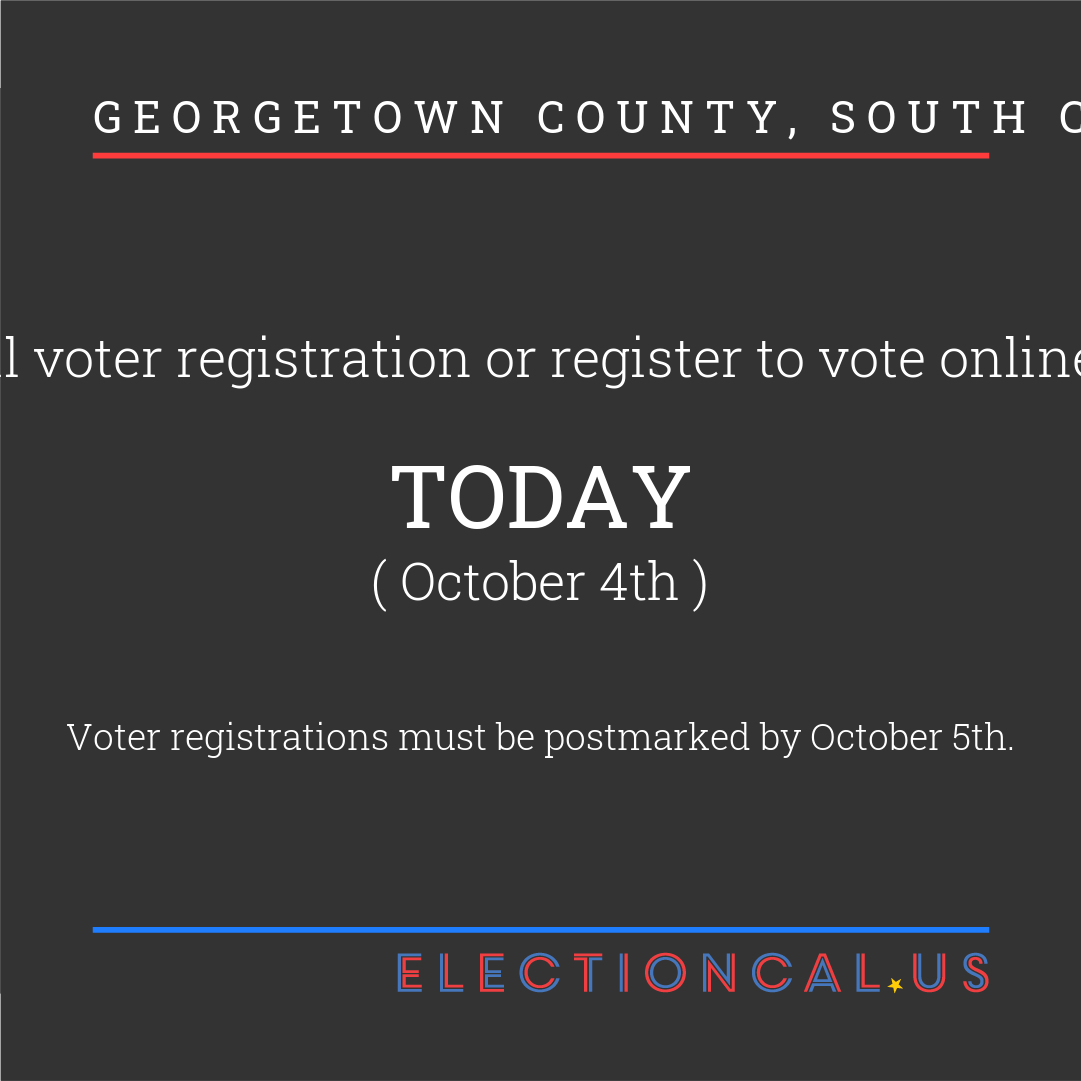 GEORGETOWN COUNTY, SOUTH C
l voter registration or register to vote online
TODAY
( October 4th )
Voter registrations must be postmarked by October 5th.
ELECTIONCAL.US